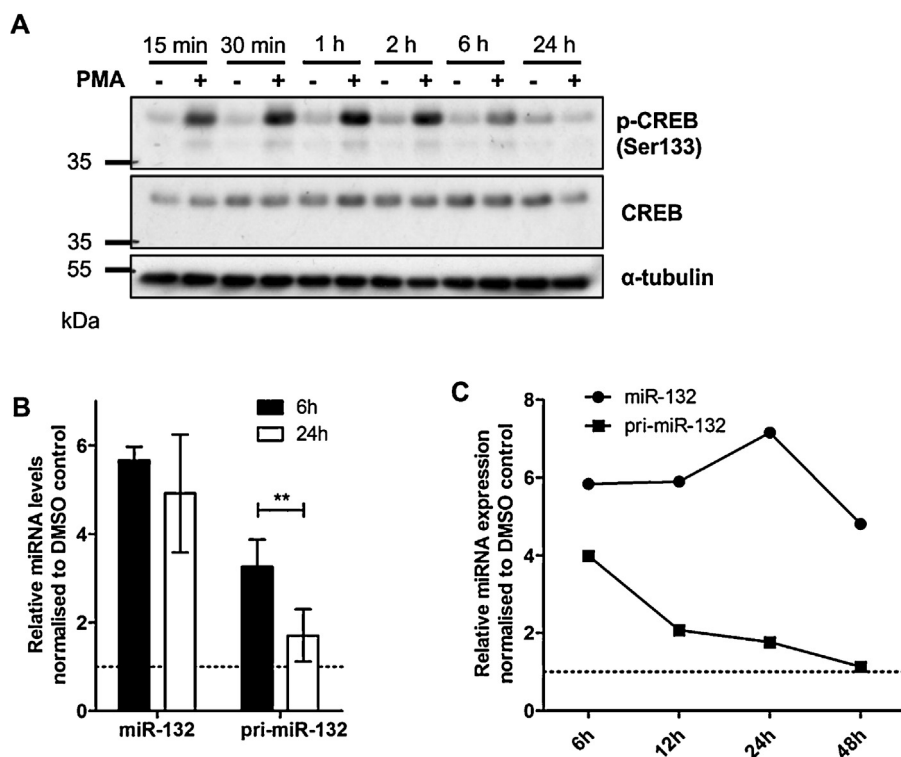 A
15 min 30 min 1 h 2 h 6 h 24 h
PMA - + - + - + - + - + - +
p-CREB
(Ser133)
35
CREB
35
55
α-tubulin
kDa
B
6h
24h
Relative miRNA levels
normalised to DMSO control
6
4
2
0
**
miR-132 pri-miR-132
C
miR-132
pri-miR-132
Relative miRNA expression
normalised to DMSO control
8
6
4
2
0
6h 12h 24h 48h